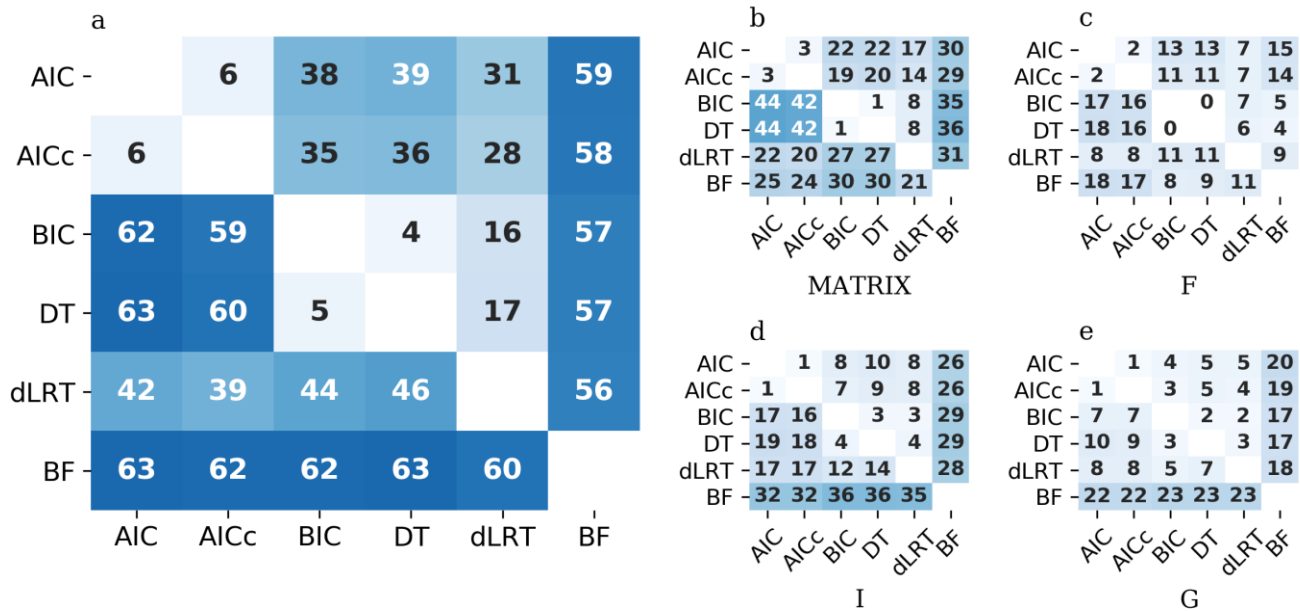 a
AIC 6 38 39 31 59
AICc 6 35 36 28 58
BIC 62 59 4 16 57
DT 63 60 5 17 57
dLRT 42 39 44 46 56
BF 63 62 62 63 60
AIC AICc BIC DT dLRT BF
b
AIC 3 22 22 17 30
AICc 3 19 20 14 29
BIC 44 42 1 8 35
DT 44 42 1 8 36
dLRT 22 20 27 27 31
BF 25 24 30 30 21
AIC AICc BIC DT dLRT BF
MATRIX
c
AIC 2 13 13 7 15
AICc 2 11 11 7 14
BIC 17 16 0 7 5
DT 18 16 0 6 4
dLRT 8 8 11 11 9
BF 18 17 8 9 11
AIC AICc BIC DT dLRT BF
F
d
AIC 1 8 10 8 26
AICc 1 7 9 8 26
BIC 17 16 3 3 29
DT 19 18 4 4 29
dLRT 17 17 12 14 28
BF 32 32 36 36 35
AIC AICc BIC DT dLRT BF
I
e
AIC 1 4 5 5 20
AICc 1 3 5 4 19
BIC 7 7 2 2 17
DT 10 9 3 3 17
dLRT 8 8 5 7 18
BF 22 22 23 23 23
AIC AICc BIC DT dLRT BF
G